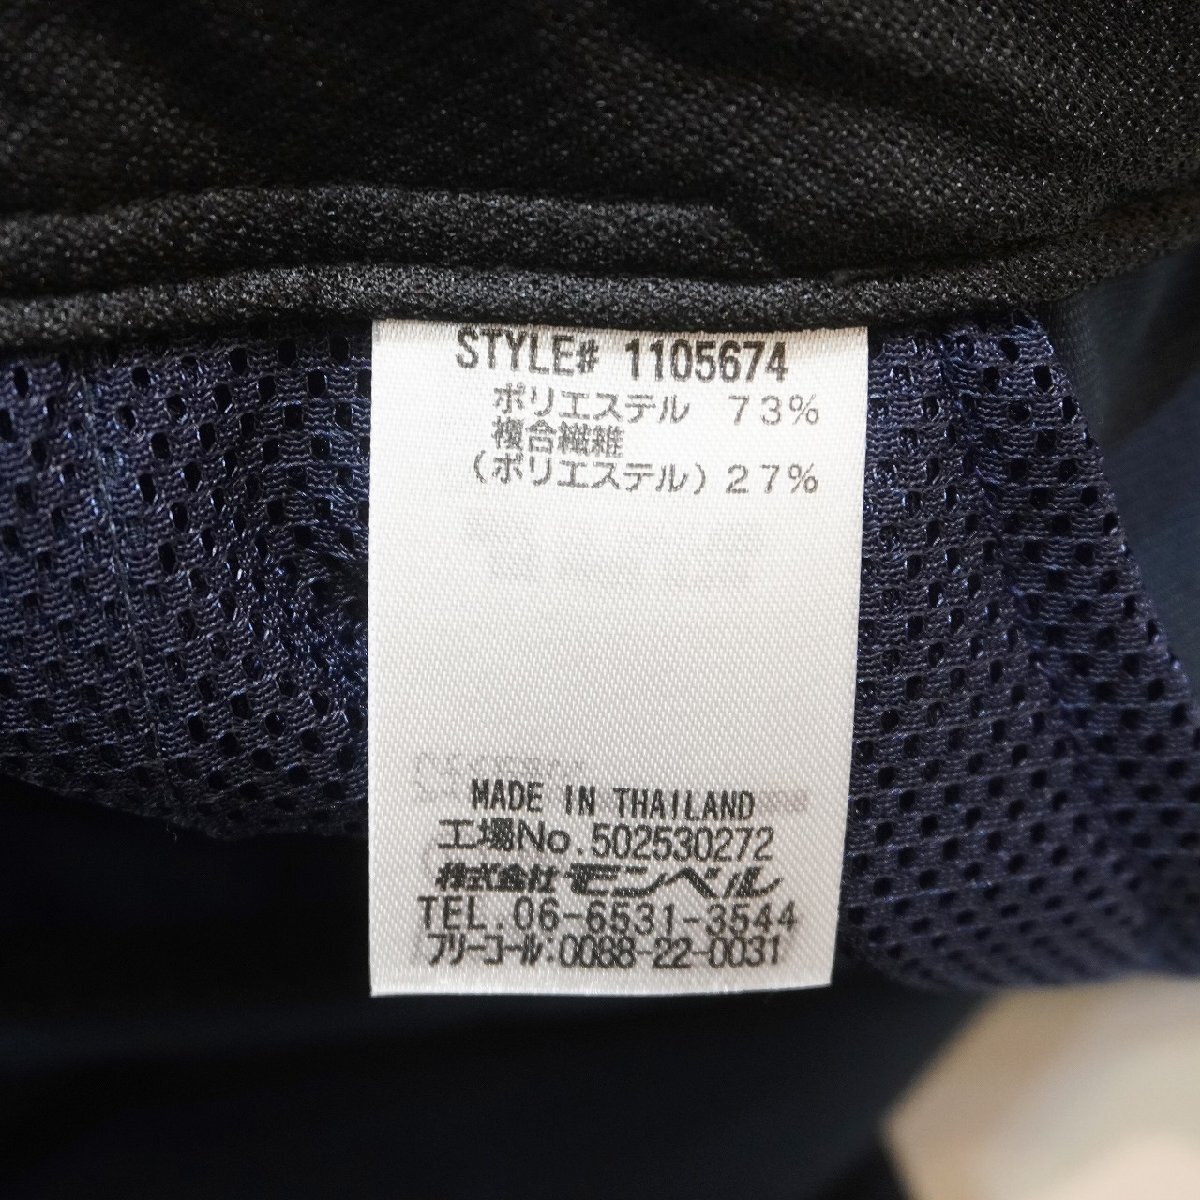 STYLE# 1105674
ポリエステル 73%
複合繊維
(ポリエステル) 27%
MADE IN THAILAND
工場No.502530272
株式会社モンベル
TEL. 06-6531-3544
フリーコール:0088-22-0031